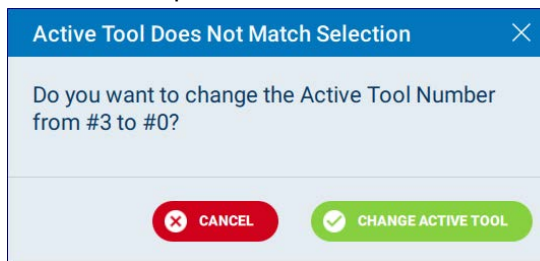 Active Tool Does Not Match Selection
Do you want to change the Active Tool Number
from #3 to #0?
CANCEL
CHANGE ACTIVE TOOL